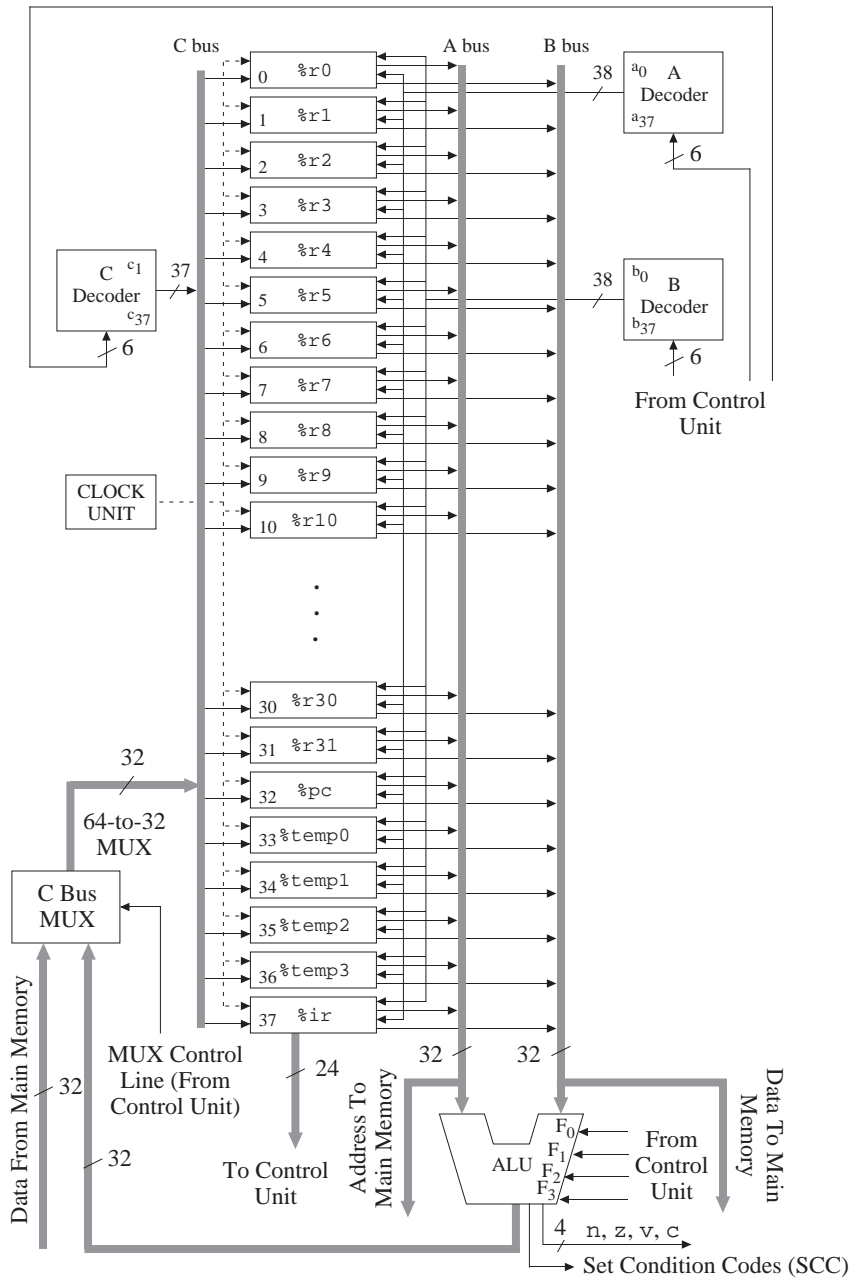 C bus
A bus
B bus
0 %r0
1 %r1
2 %r2
3 %r3
4 %r4
5 %r5
6 %r6
7 %r7
8 %r8
9 %r9
10 %r10
30 %r30
31 %r31
32 %pc
33 %temp0
34 %temp1
35 %temp2
36 %temp3
37 %ir
38
a0
A
Decoder
a37
6
38
b0
B
Decoder
b37
6
From Control
Unit
C
c1
Decoder
c37
37
6
CLOCK
UNIT
32
64-to-32
MUX
C Bus
MUX
MUX Control
Line (From
Control Unit)
Data From Main Memory
32
32
24
To Control
Unit
32
32
Address To
Main Memory
Data To Main
Memory
ALU
F0
F1
F2
F3
From
Control
Unit
4
n, z, v, c
Set Condition Codes (SCC)